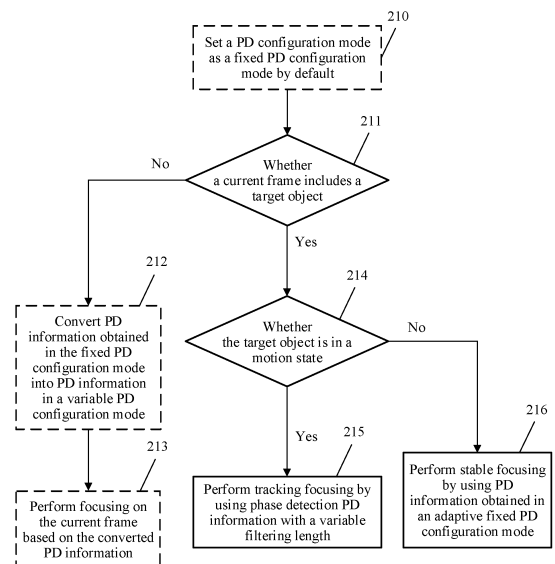 210
Set a PD configuration mode
as a fixed PD configuration
mode by default
211
Whether
a current frame includes a
target object
No
Yes
212
Convert PD
information obtained
in the fixed PD
configuration mode
into PD information
in a variable PD
configuration mode
214
Whether
the target object is in a
motion state
No
Yes
213
Perform focusing on
the current frame
based on the converted
PD information
215
Perform tracking focusing by
using phase detection PD
information with a variable
filtering length
216
Perform stable focusing
by using PD
information obtained in
an adaptive fixed PD
configuration mode